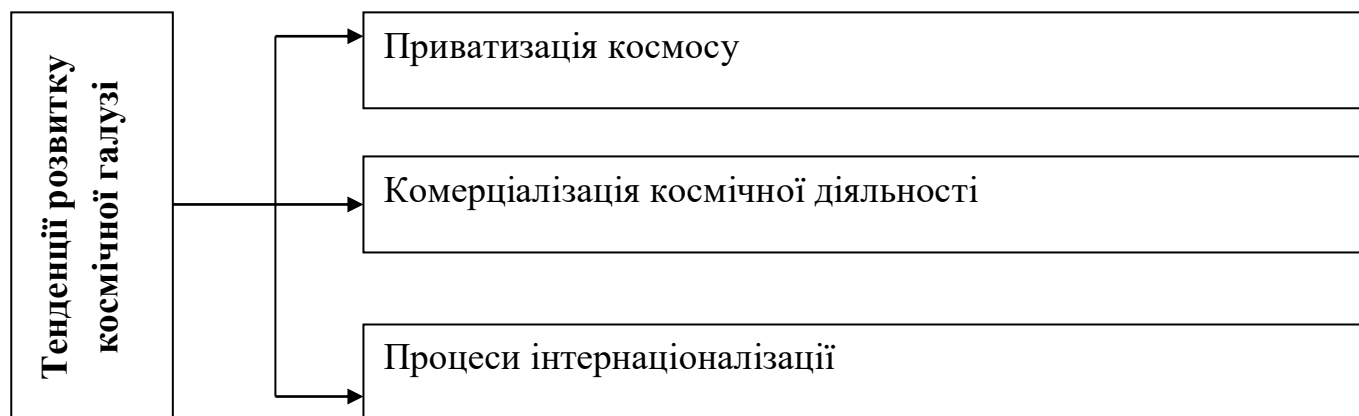 Тенденції розвитку
космічної галузі
Приватизація космосу
Комерціалізація космічної діяльності
Процеси інтернаціоналізації